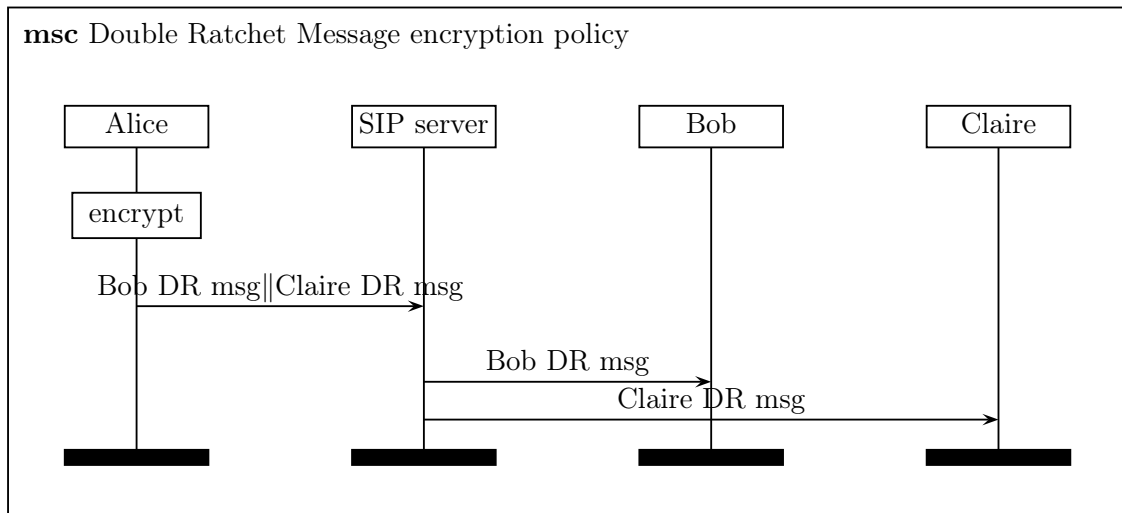 msc Double Ratchet Message encryption policy
Alice
SIP server
Bob
Claire
encrypt
Bob DR msg∥Claire DR msg
Bob DR msg
Claire DR msg